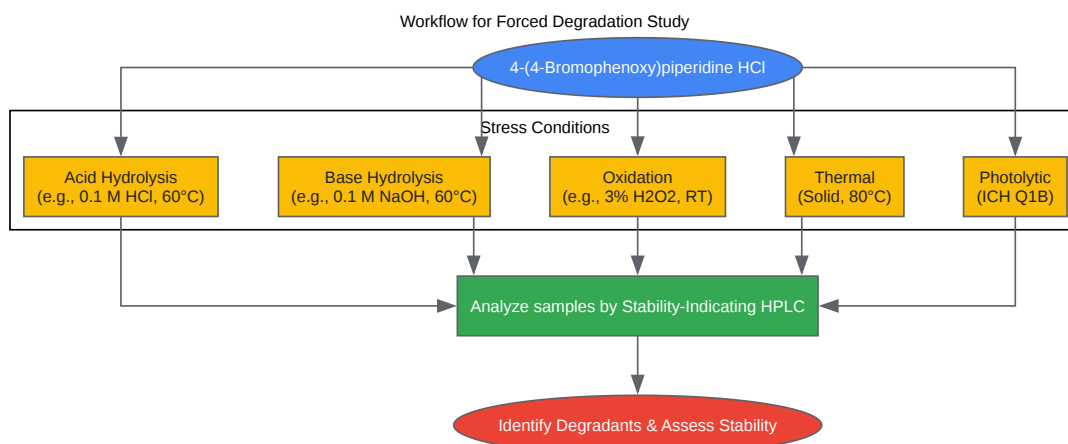 Workflow for Forced Degradation Study
4-(4-Bromophenoxy)piperidine HCl
Stress Conditions
Acid Hydrolysis
(e.g., 0.1 M HCl, 60°C)
Base Hydrolysis
(e.g., 0.1 M NaOH, 60°C)
Oxidation
(e.g., 3% H2O2, RT)
Thermal
(Solid, 80°C)
Photolytic
(ICH Q1B)
Analyze samples by Stability-Indicating HPLC
Identify Degradants & Assess Stability